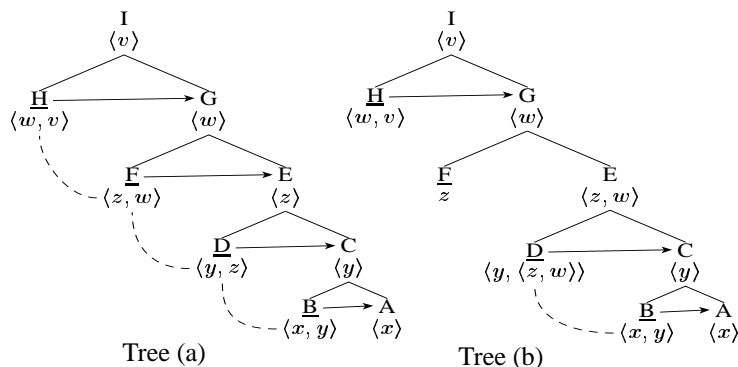 I I
⟨v⟩ ⟨v⟩
H G H G
⟨w, v⟩ ⟨w⟩ ⟨w, v⟩ ⟨w⟩
F E F E
⟨z, w⟩ ⟨z⟩ z ⟨z, w⟩
D C D C
⟨y, z⟩ ⟨y⟩ ⟨y, ⟨z, w⟩⟩ ⟨y⟩
B A B A
⟨x, y⟩ ⟨x⟩ ⟨x, y⟩ ⟨x⟩
Tree (a) Tree (b)